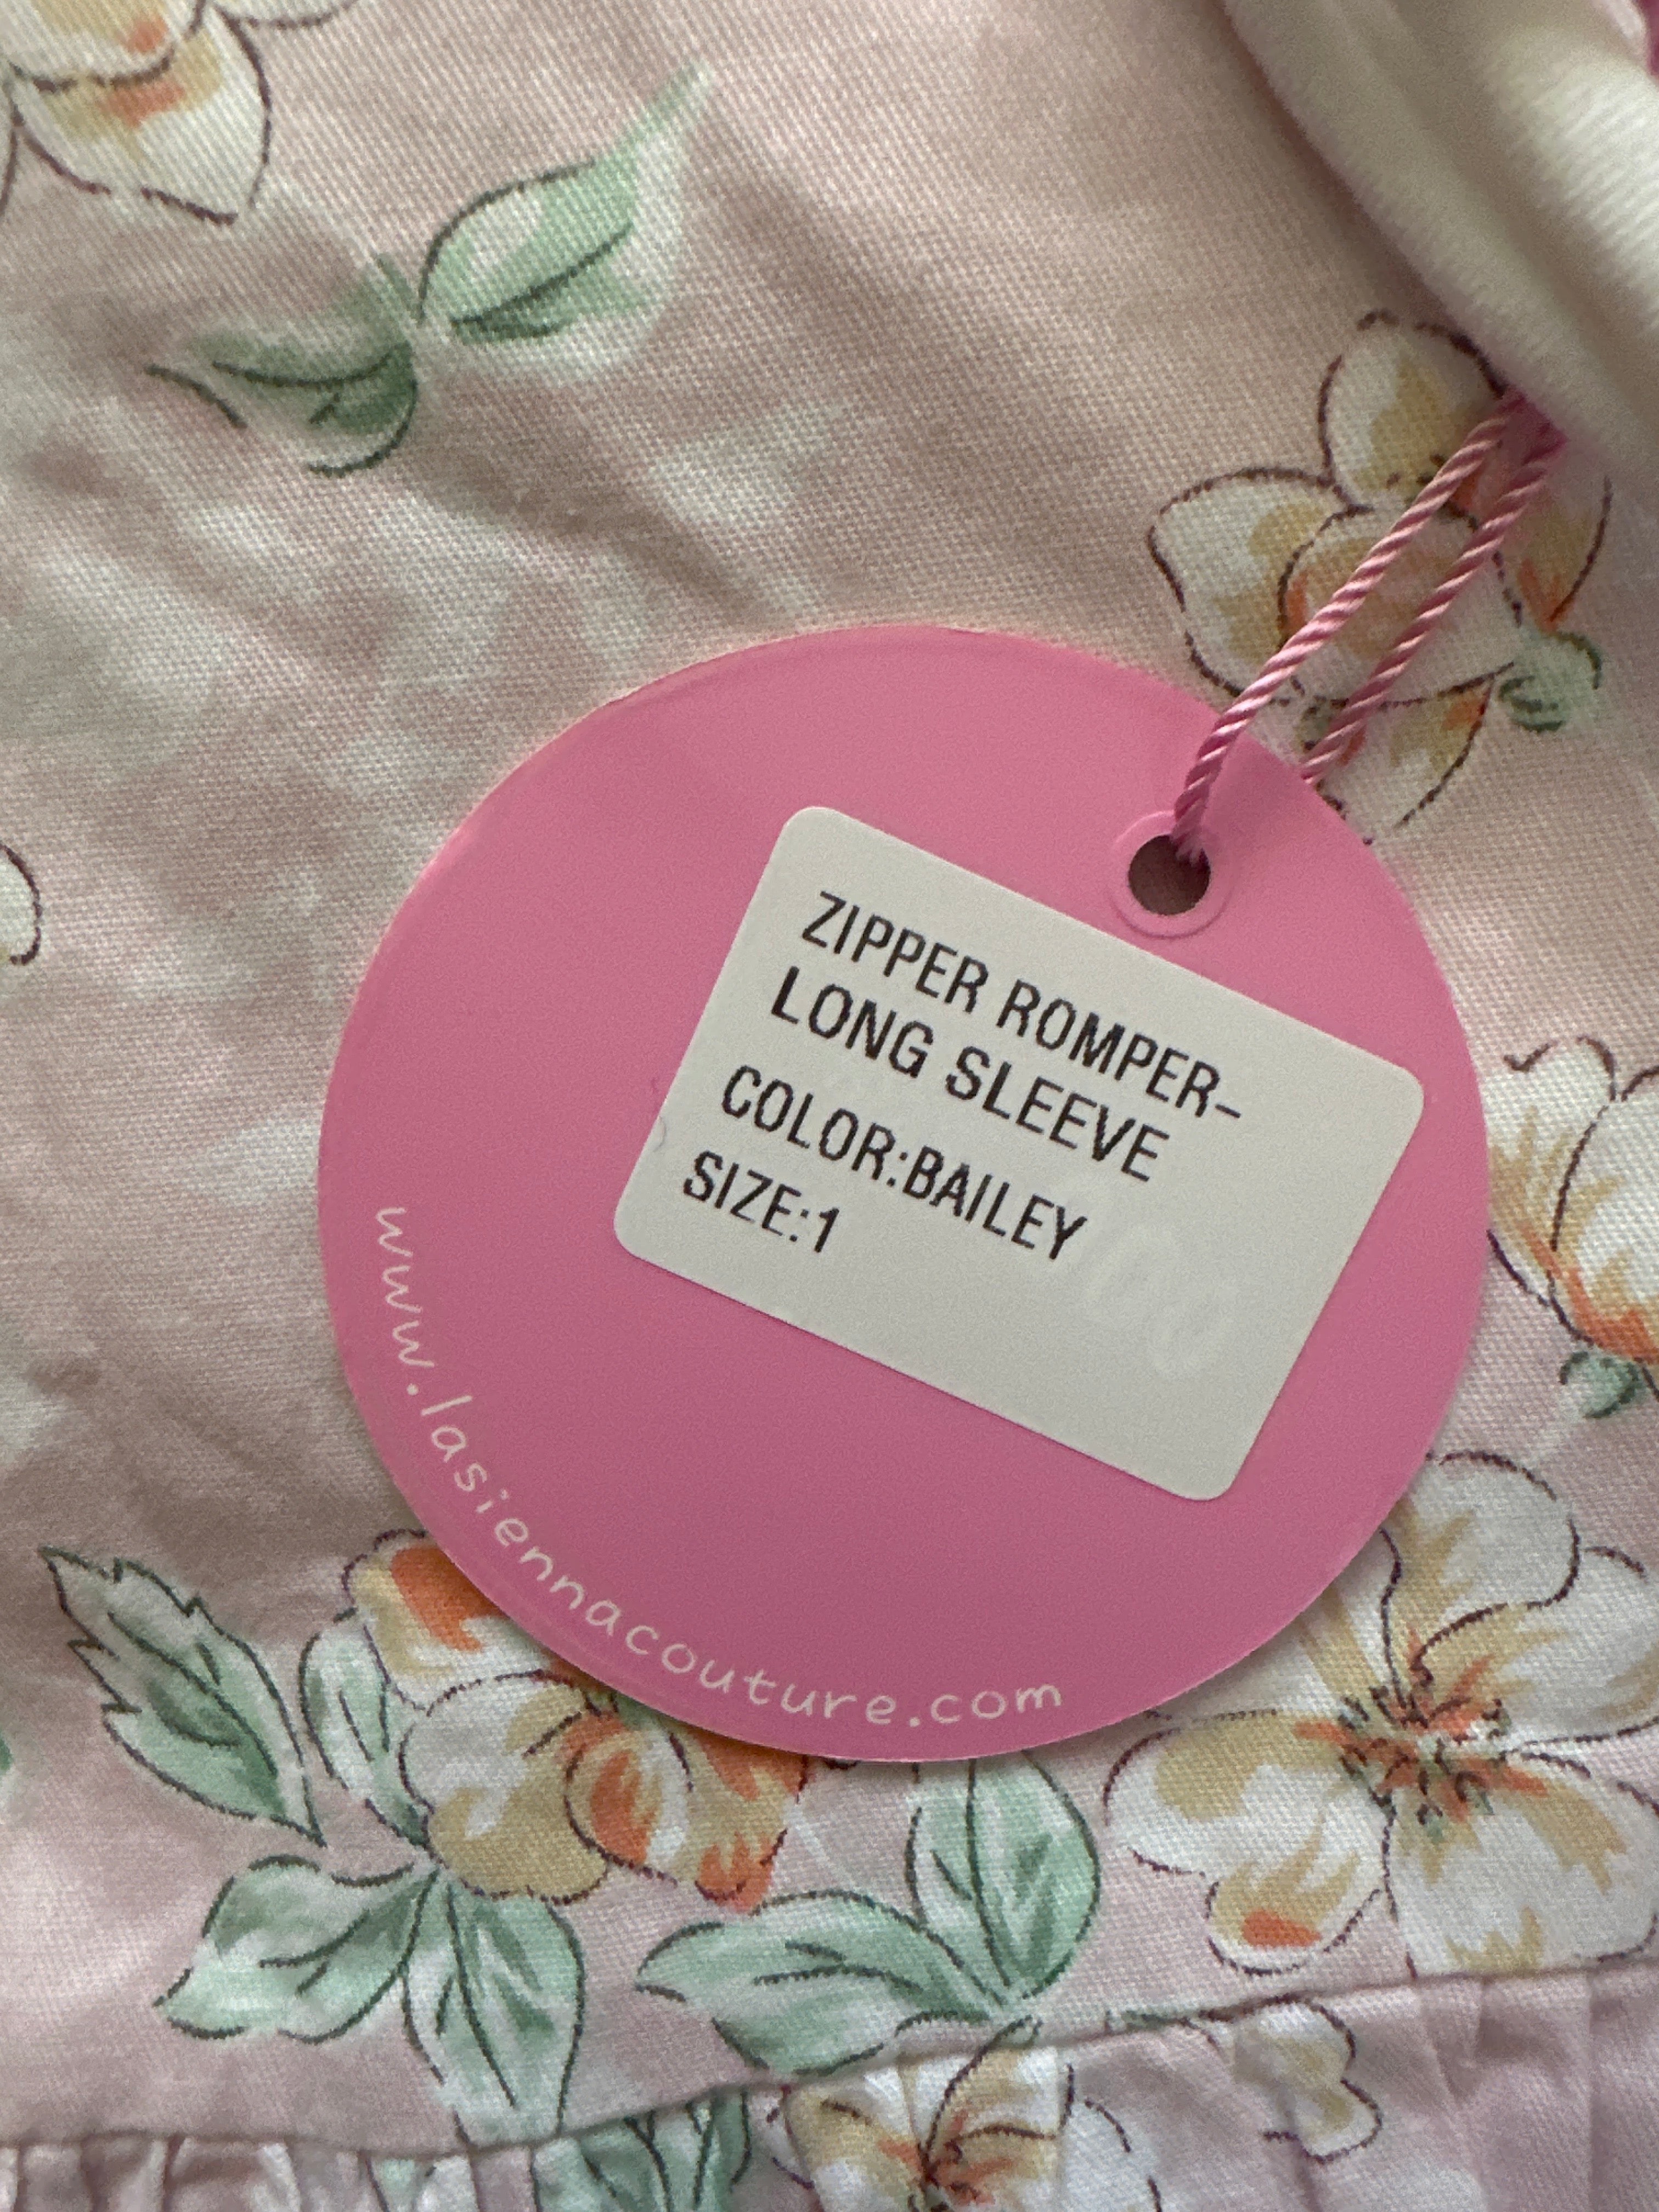 ZIPPER ROMPER-
LONG SLEEVE
COLOR:BAILEY
SIZE:1
www.lasiennacouture.com